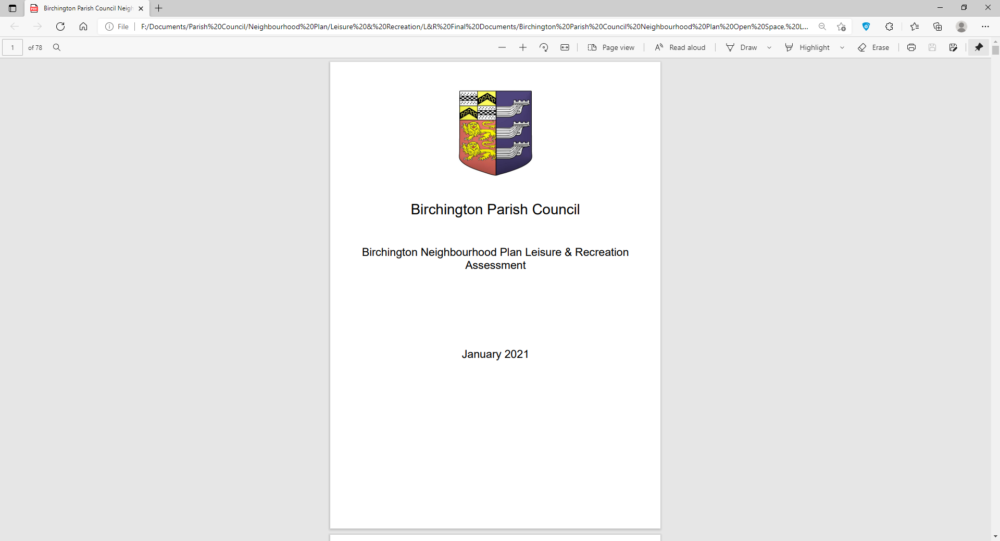 Birchington Parish Council Neigh
File
F:/Documents/Parish%20Council/Neighbourhood%20Plan/Leisure%20&%20Recreation/L&R%20Final%20Documents/Birchington%20Parish%20Council%20Neighbourhood%20Plan%20Open%20Space,%20L...
1 of 78
Page view
Read aloud
Draw
Highlight
Erase
Birchington Parish Council
Birchington Neighbourhood Plan Leisure & Recreation
Assessment
January 2021